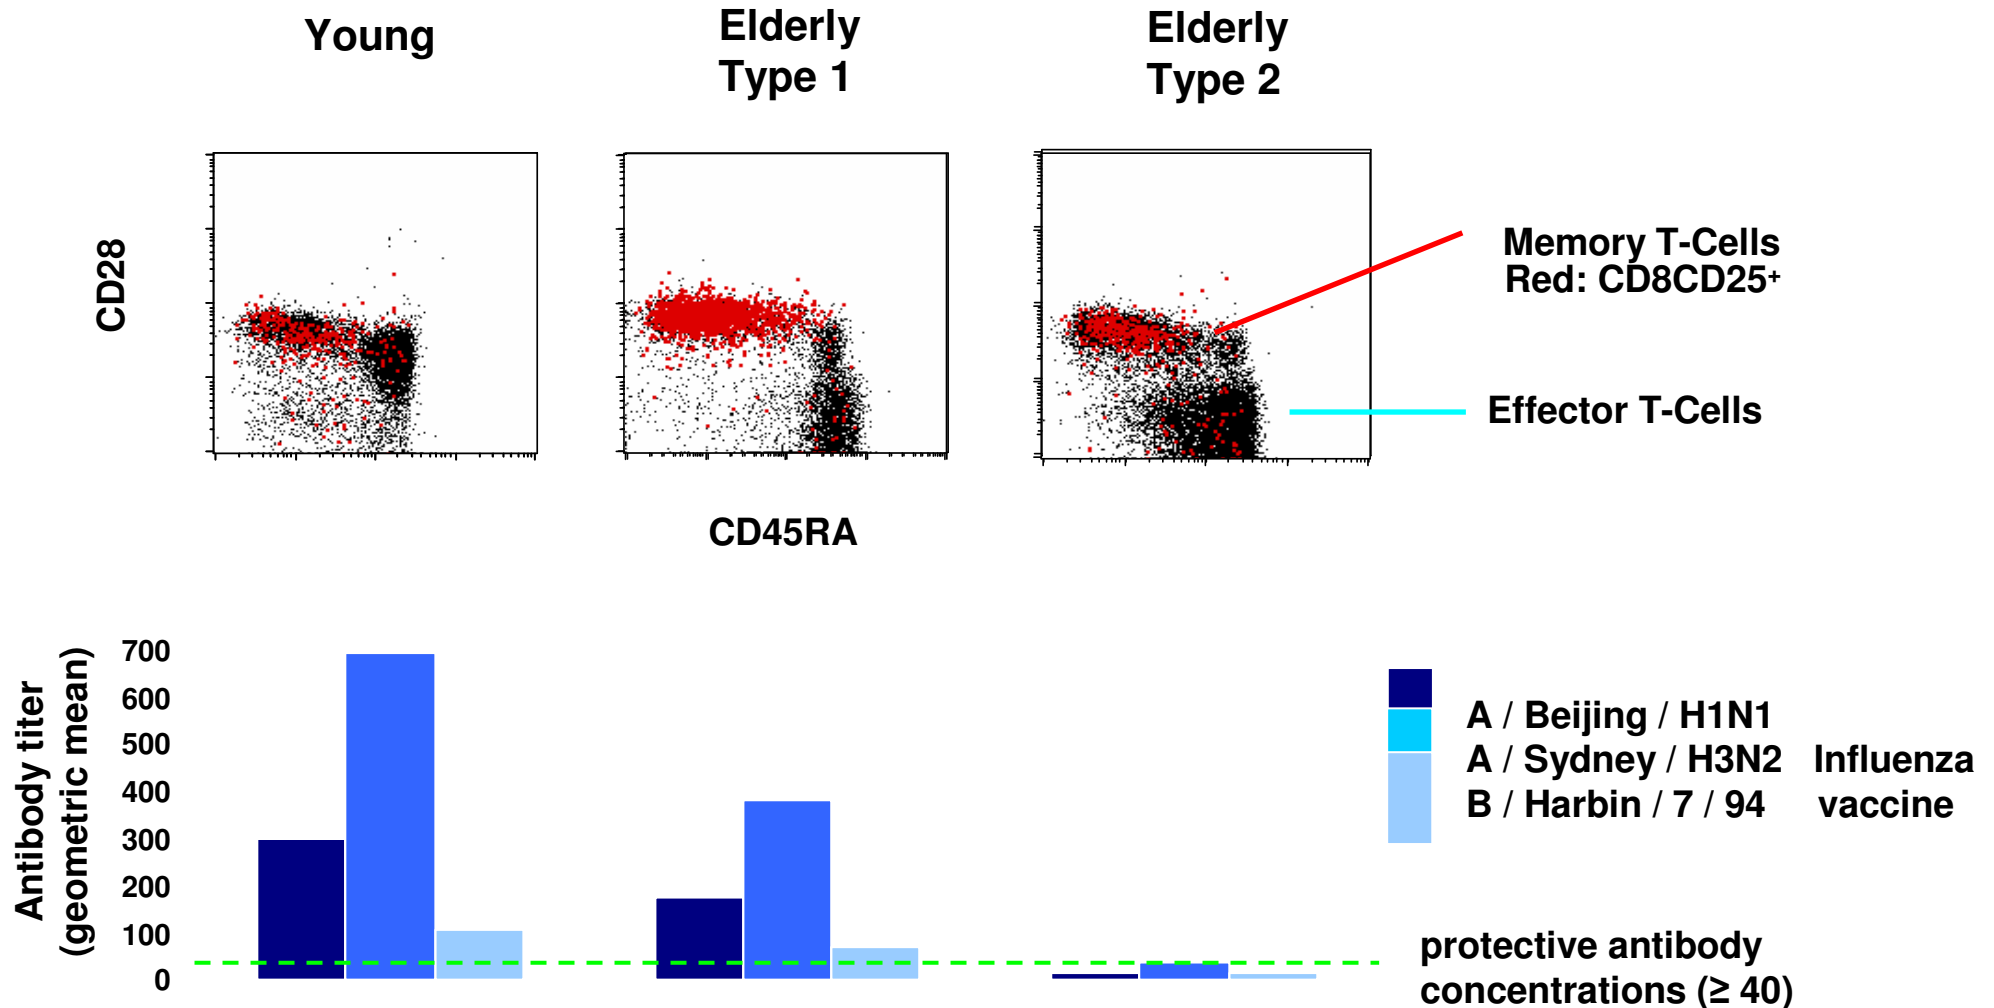 Young
Elderly
Type 1
Elderly
Type 2
CD28
Memory T-Cells
Red: CD8CD25+
Effector T-Cells
CD45RA
Antibody titer
(geometric mean)
700
600
500
400
300
200
100
0
A / Beijing / H1N1
A / Sydney / H3N2 Influenza
B / Harbin / 7 / 94 vaccine
protective antibody
concentrations (≥ 40)